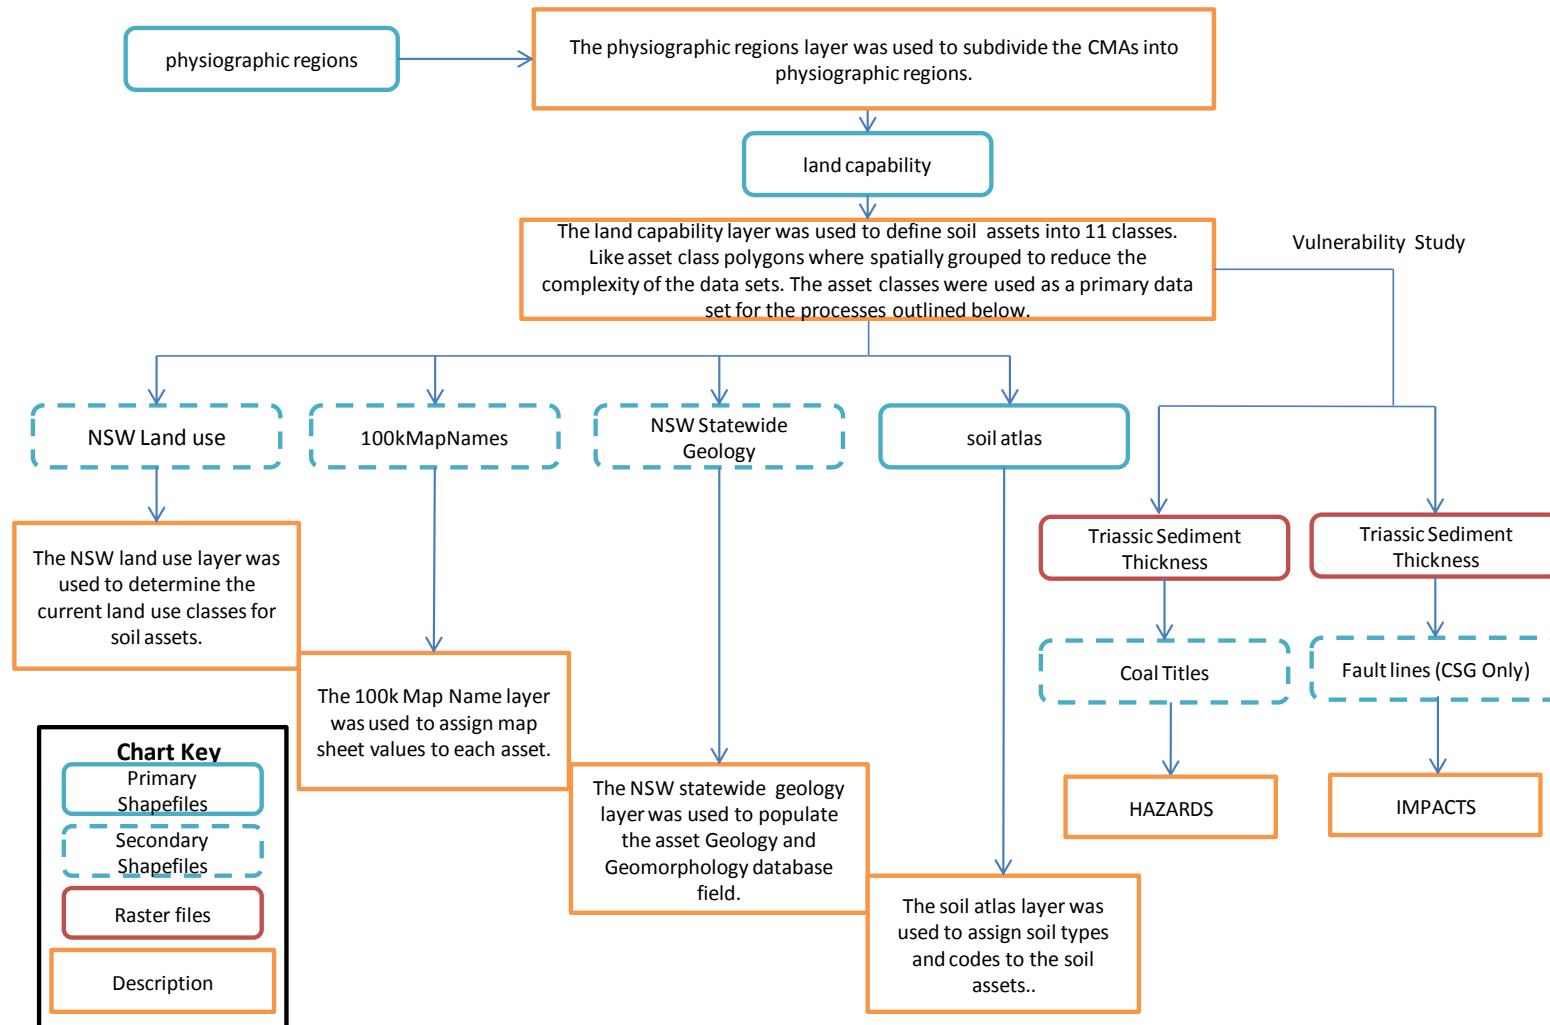 physiographic regions
The physiographic regions layer was used to subdivide the CMAs into
physiographic regions.
land capability
The land capability layer was used to define soil assets into 11 classes.
Like asset class polygons where spatially grouped to reduce the
complexity of the data sets. The asset classes were used as a primary data
set for the processes outlined below.
Vulnerability Study
NSW Land use
100kMapNames
NSW Statewide
Geology
soil atlas
Triassic Sediment
Thickness
Triassic Sediment
Thickness
The NSW land use layer was
used to determine the
current land use classes for
soil assets.
The 100k Map Name layer
was used to assign map
sheet values to each asset.
The NSW statewide geology
layer was used to populate
the asset Geology and
Geomorphology database
field.
The soil atlas layer was
used to assign soil types
and codes to the soil
assets..
Coal Titles
Fault lines (CSG Only)
HAZARDS
IMPACTS
Chart Key
Primary
Shapefiles
Secondary
Shapefiles
Raster files
Description